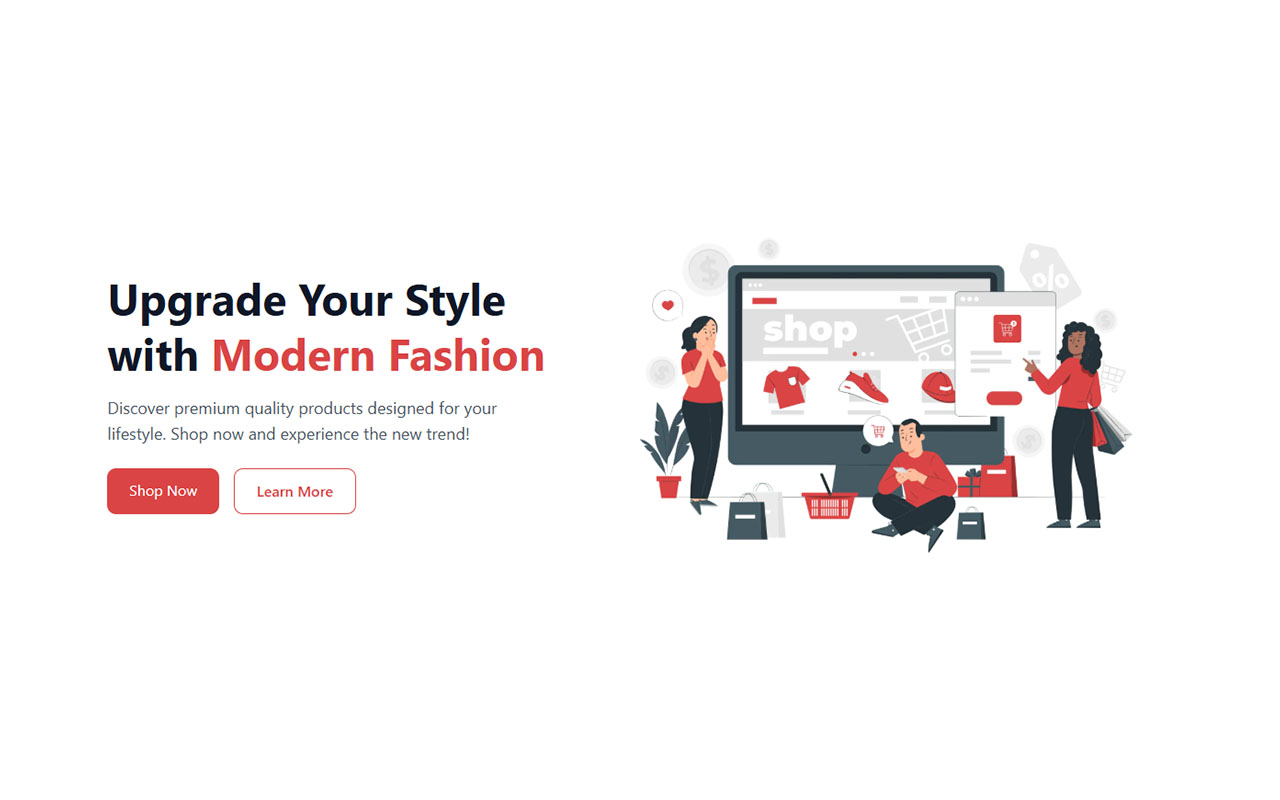 Upgrade Your Style
with Modern Fashion
Discover premium quality products designed for your
lifestyle. Shop now and experience the new trend!
Shop Now
Learn More
$
$
shop
%
$
$